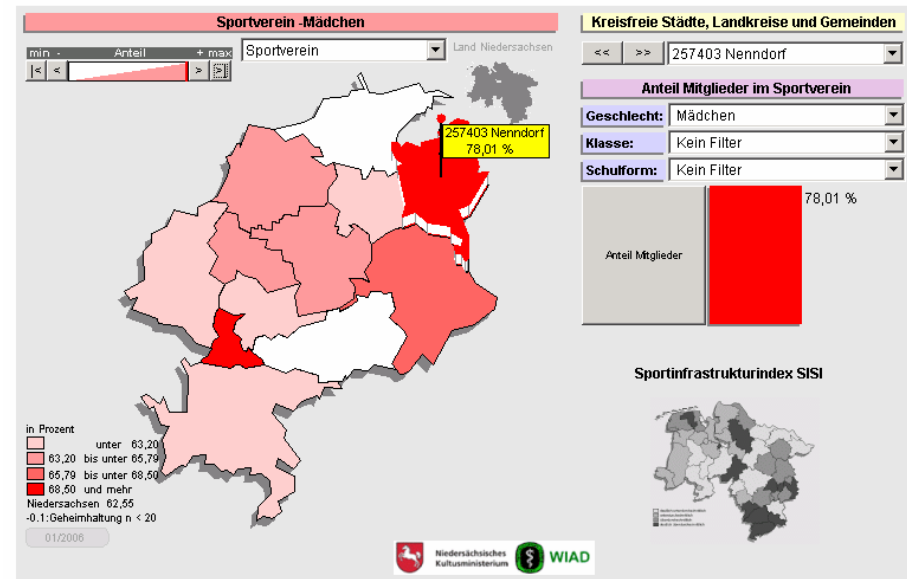 Sportverein -Mädchen
Kreisfreie Städte, Landkreise und Gemeinden
min - Anteil + max
Sportverein
Land Niedersachsen
|< < > >|
<< >> 257403 Nenndorf
Anteil Mitglieder im Sportverein
Geschlecht: Mädchen
Klasse: Kein Filter
Schulform: Kein Filter
257403 Nenndorf
78,01 %
78,01 %
Anteil Mitglieder
Sportinfrastrukturindex SISI
in Prozent
unter 63,20
63,20 bis unter 65,79
65,79 bis unter 68,50
68,50 und mehr
Niedersachsen 62,55
-0.1:Geheimhaltung n < 20
01/2006
Niedersächsisches
Kultusministerium
WIAD